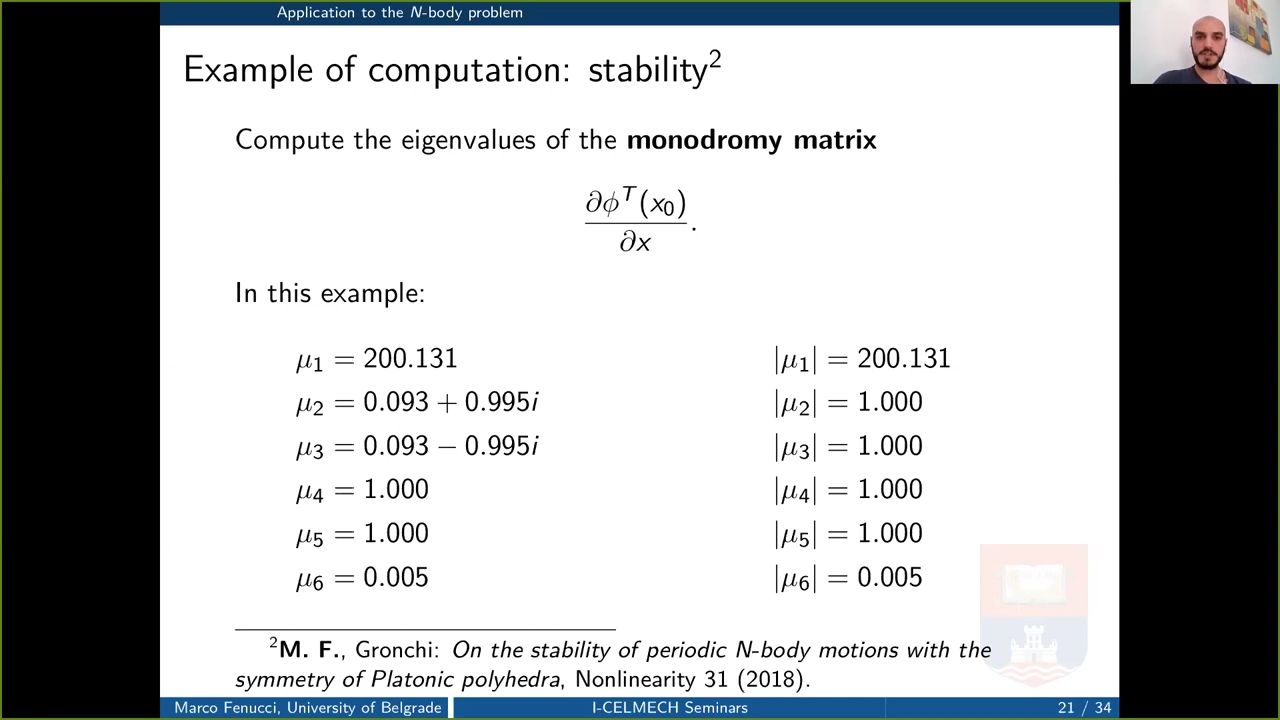 Application to the N-body problem
Example of computation: stability²
Compute the eigenvalues of the monodromy matrix
∂ϕᵀ(x₀)
∂x
.
In this example:
μ₁ = 200.131
|μ₁| = 200.131
μ₂ = 0.093 + 0.995i
|μ₂| = 1.000
μ₃ = 0.093 − 0.995i
|μ₃| = 1.000
μ₄ = 1.000
|μ₄| = 1.000
μ₅ = 1.000
|μ₅| = 1.000
μ₆ = 0.005
|μ₆| = 0.005
²M. F., Gronchi: On the stability of periodic N-body motions with the
symmetry of Platonic polyhedra, Nonlinearity 31 (2018).
Marco Fenucci, University of Belgrade
I-CELMECH Seminars
21 / 34